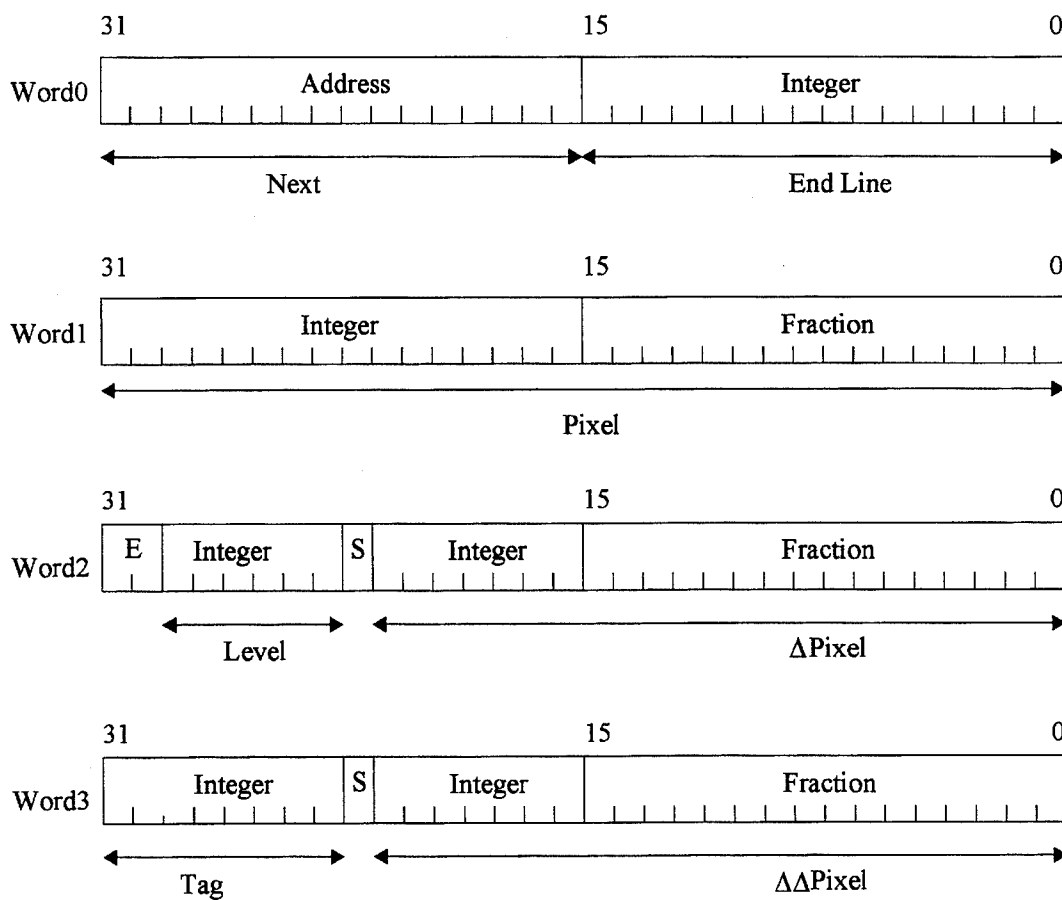 31 15 0
Word0 Address Integer
Next End Line
31 15 0
Word1 Integer Fraction
Pixel
31 15 0
Word2 E Integer S Integer Fraction
Level ΔPixel
31 15 0
Word3 Integer S Integer Fraction
Tag ΔΔPixel